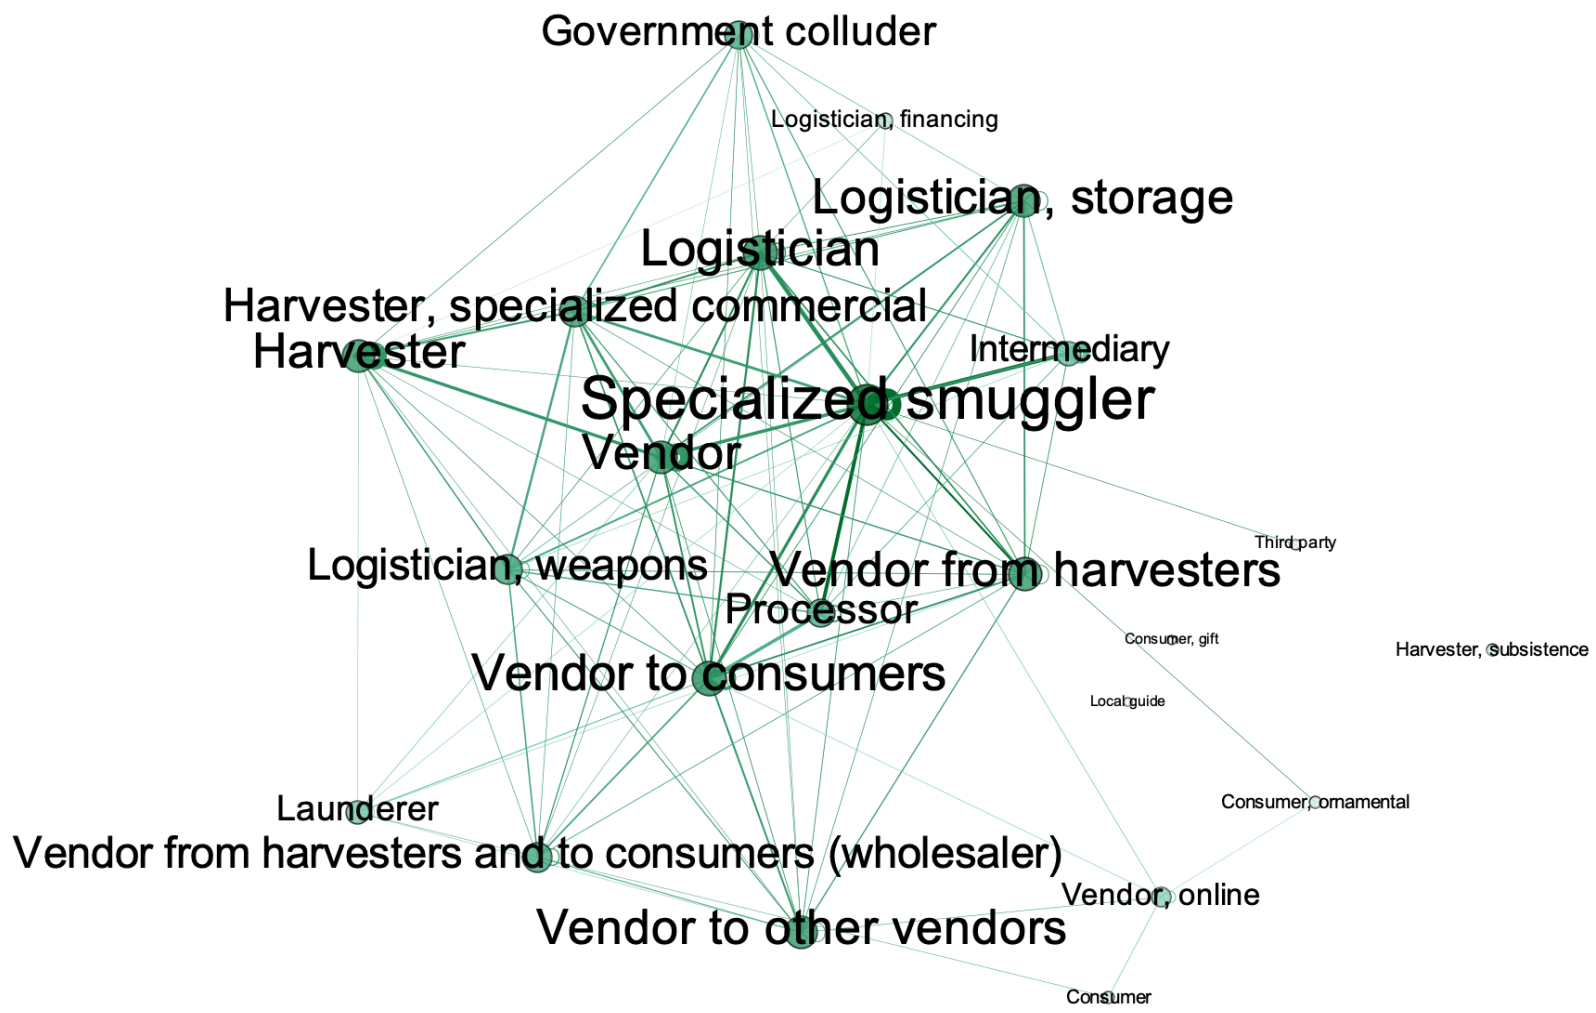 Government colluder
Logistician, financing
Logistician, storage
Logistician
Harvester, specialized commercial
Harvester
Intermediary
Specialized smuggler
Vendor
Third party
Logistician, weapons
Vendor from harvesters
Processor
Consumer, gift
Harvester, subsistence
Vendor to consumers
Local guide
Consumer, ornamental
Launderer
Vendor from harvesters and to consumers (wholesaler)
Vendor, online
Vendor to other vendors
Consumer